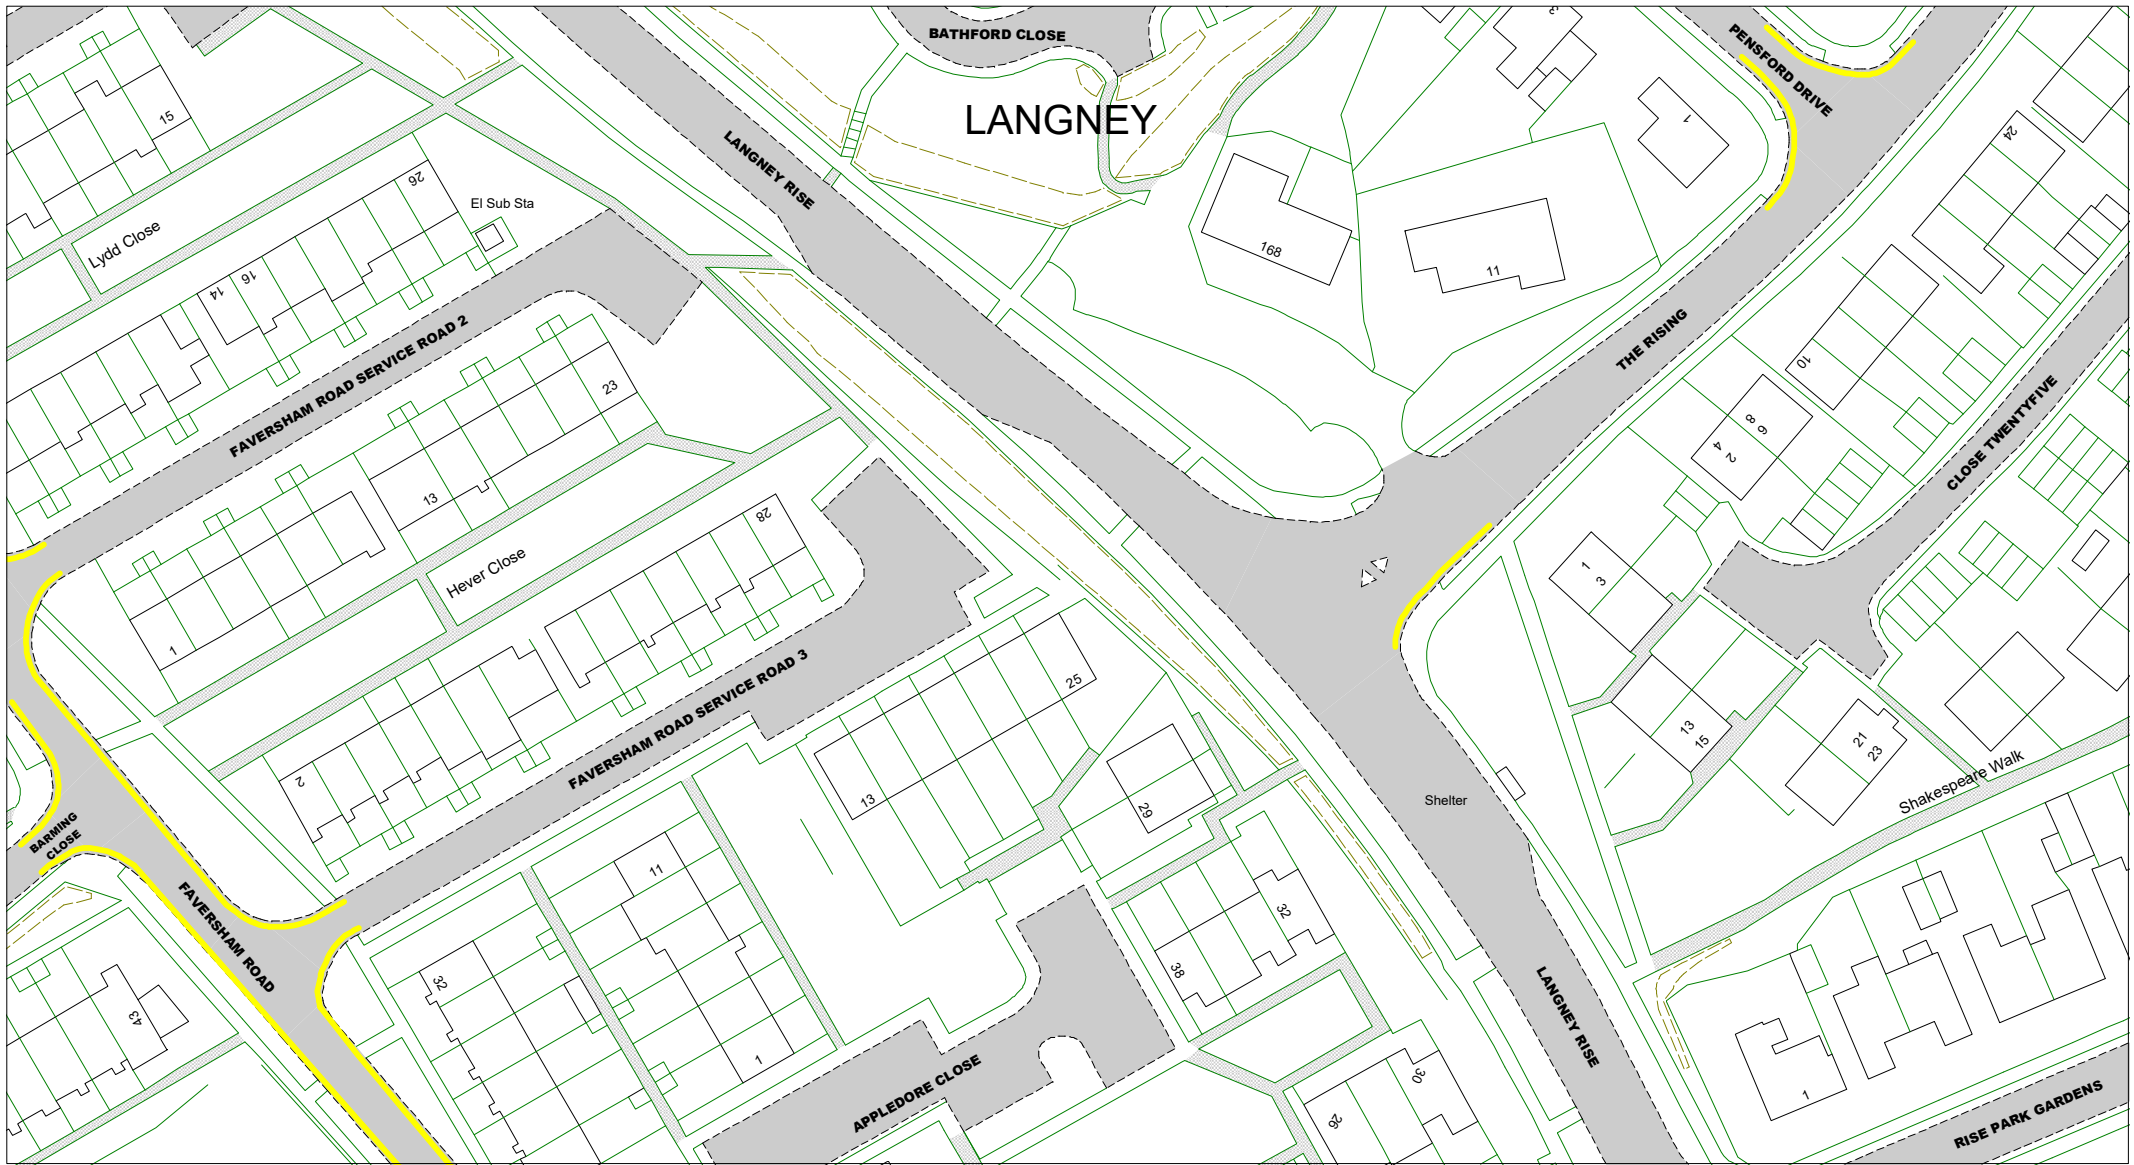 BATHFORD CLOSE
PENSFORD DRIVE
3
LANGNEY
15
1
24
LANGNEY RISE
26
El Sub Sta
Lydd Close
168
11
14
16
FAVERSHAM ROAD SERVICE ROAD 2
THE RISING
10
23
13
8
6
4
2
CLOSE TWENTYFIVE
28
Hever Close
1
3
1
FAVERSHAM ROAD SERVICE ROAD 3
25
13
15
2
21
23
Shakespeare Walk
13
29
Shelter
BARMING
CLOSE
11
FAVERSHAM ROAD
32
32
38
43
LANGNEY RISE
1
APPLEDORE CLOSE
30
26
1
RISE PARK GARDENS